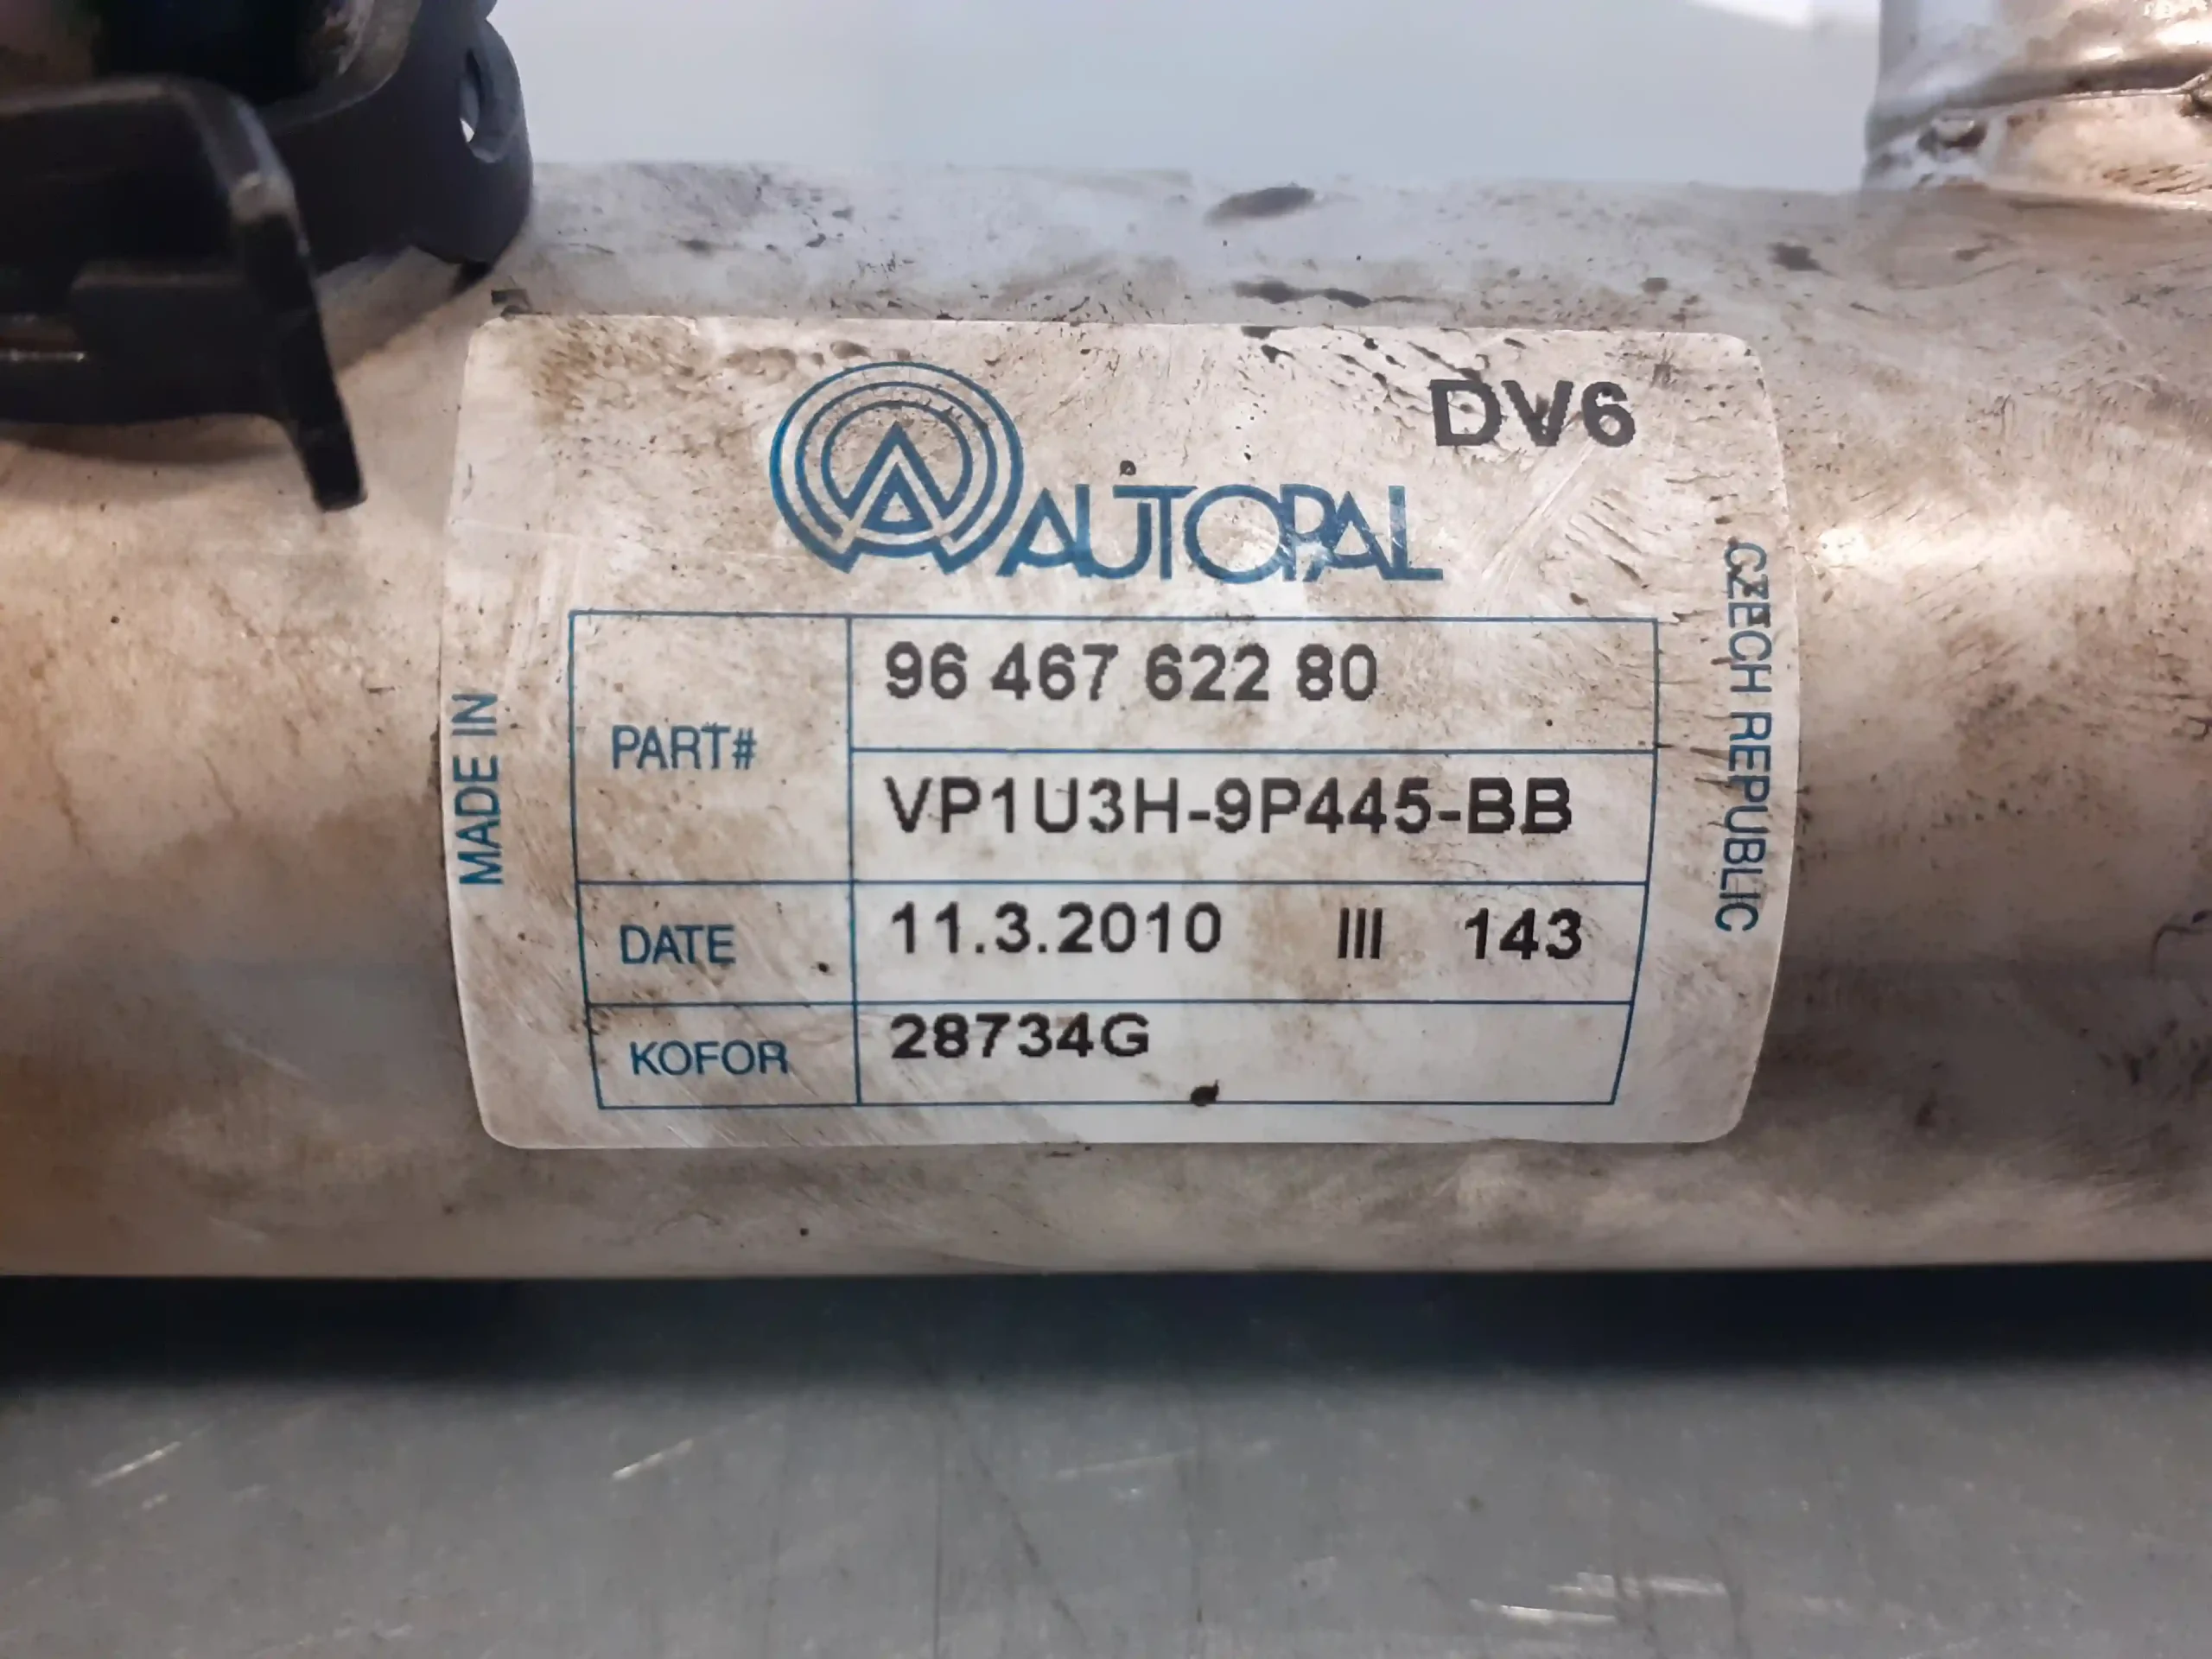 DV6
AUTOPAL
MADE IN
CZECH REPUBLIC
PART#
96 467 622 80
VP1U3H-9P445-BB
DATE
11.3.2010 III 143
KOFOR
28734G